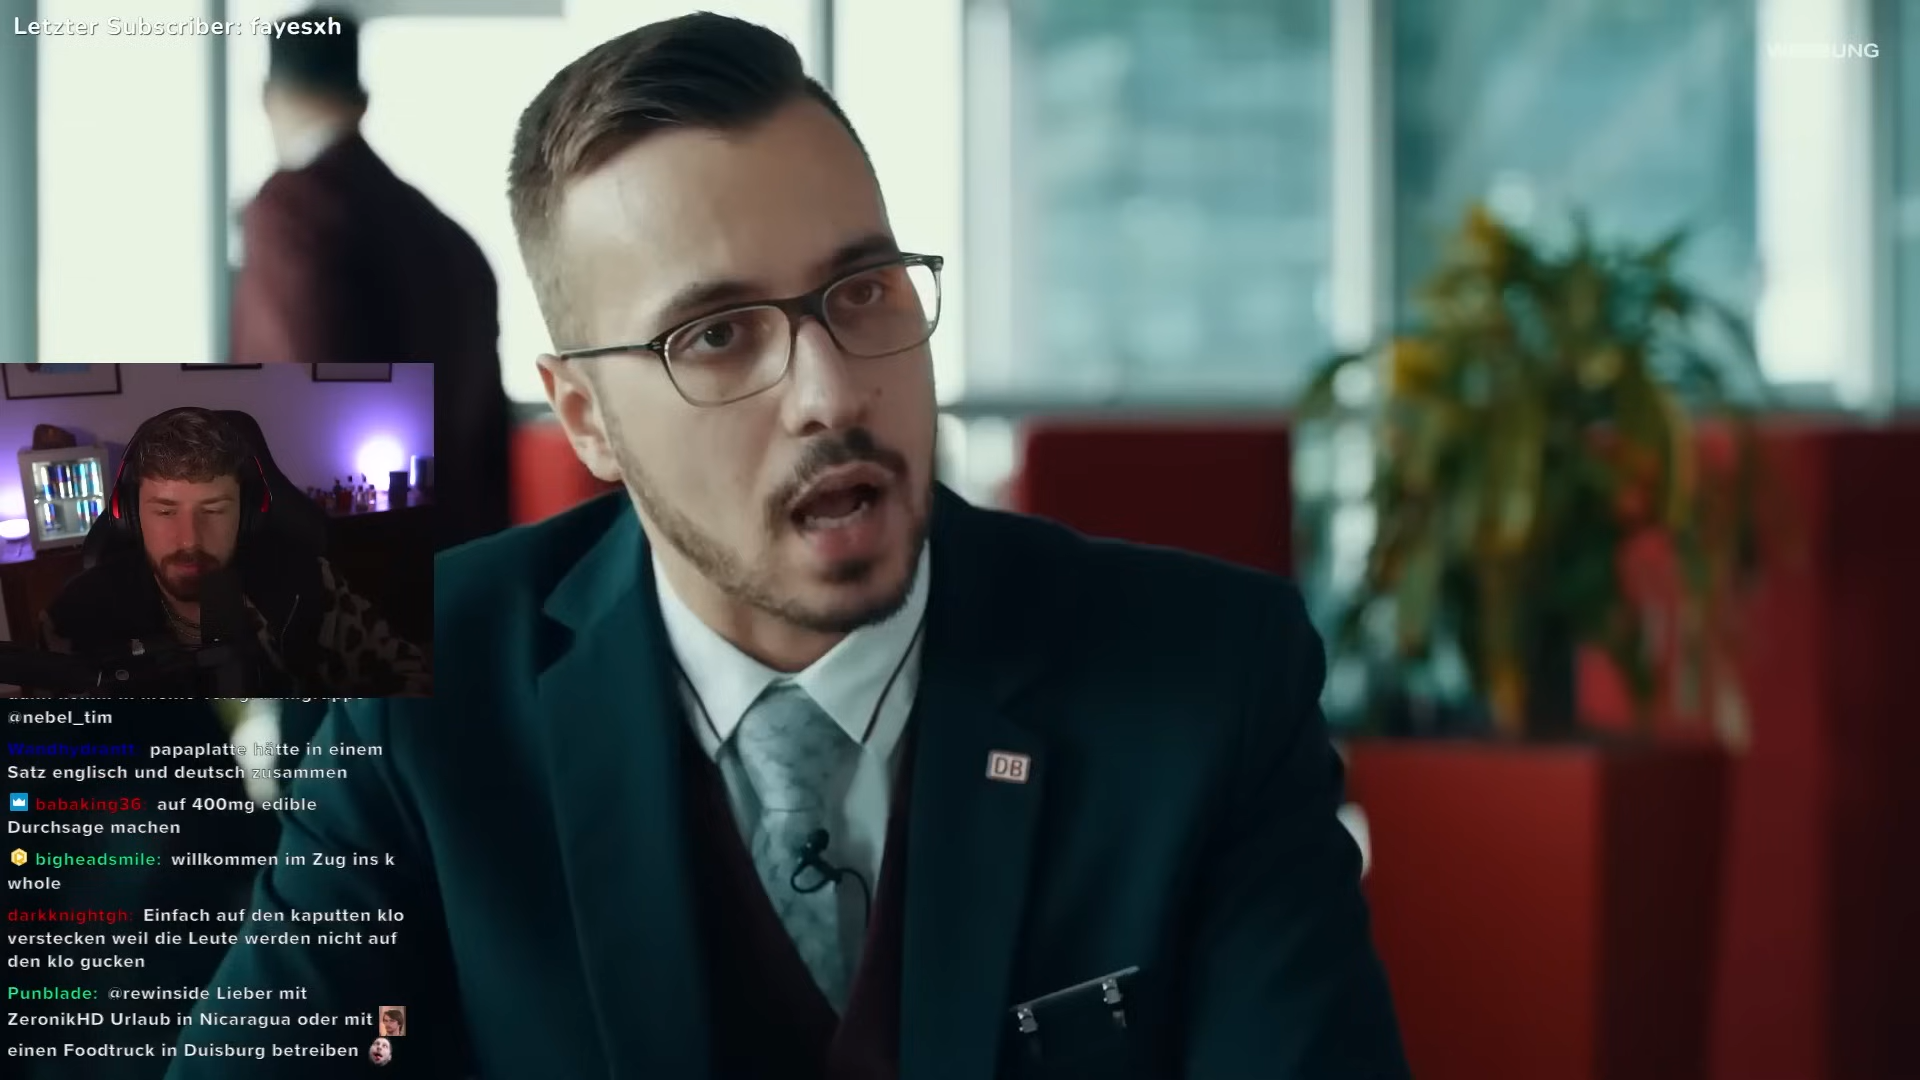 Letzter Subscriber: fayesxh
WERBUNG
@nebel_tim
Wandhydrantt: papaplatte hätte in einem
Satz englisch und deutsch zusammen
babaking36: auf 400mg edible
Durchsage machen
bigheadsmile: willkommen im Zug ins k
whole
darkknightgh: Einfach auf den kaputten klo
verstecken weil die Leute werden nicht auf
den klo gucken
Punblade: @rewinside Lieber mit
ZeronikHD Urlaub in Nicaragua oder mit
einen Foodtruck in Duisburg betreiben
DB